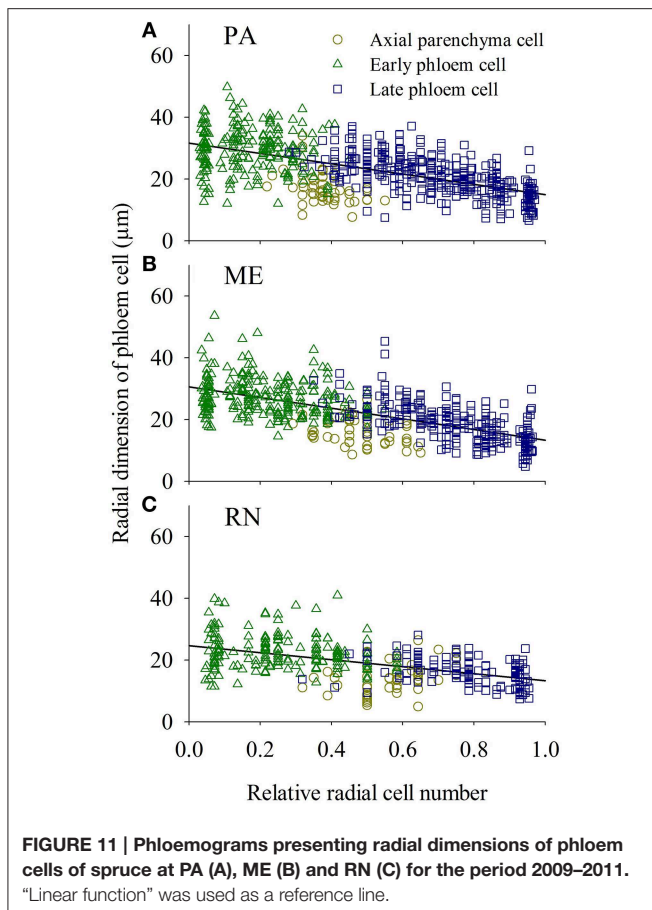 A
PA
Axial parenchyma cell
Early phloem cell
Late phloem cell
60
40
20
0
B
ME
60
40
20
0
C
RN
60
40
20
0
Radial dimension of phloem cell (µm)
0.0 0.2 0.4 0.6 0.8 1.0
Relative radial cell number
FIGURE 11 | Phloemograms presenting radial dimensions of phloem
cells of spruce at PA (A), ME (B) and RN (C) for the period 2009–2011.
“Linear function” was used as a reference line.